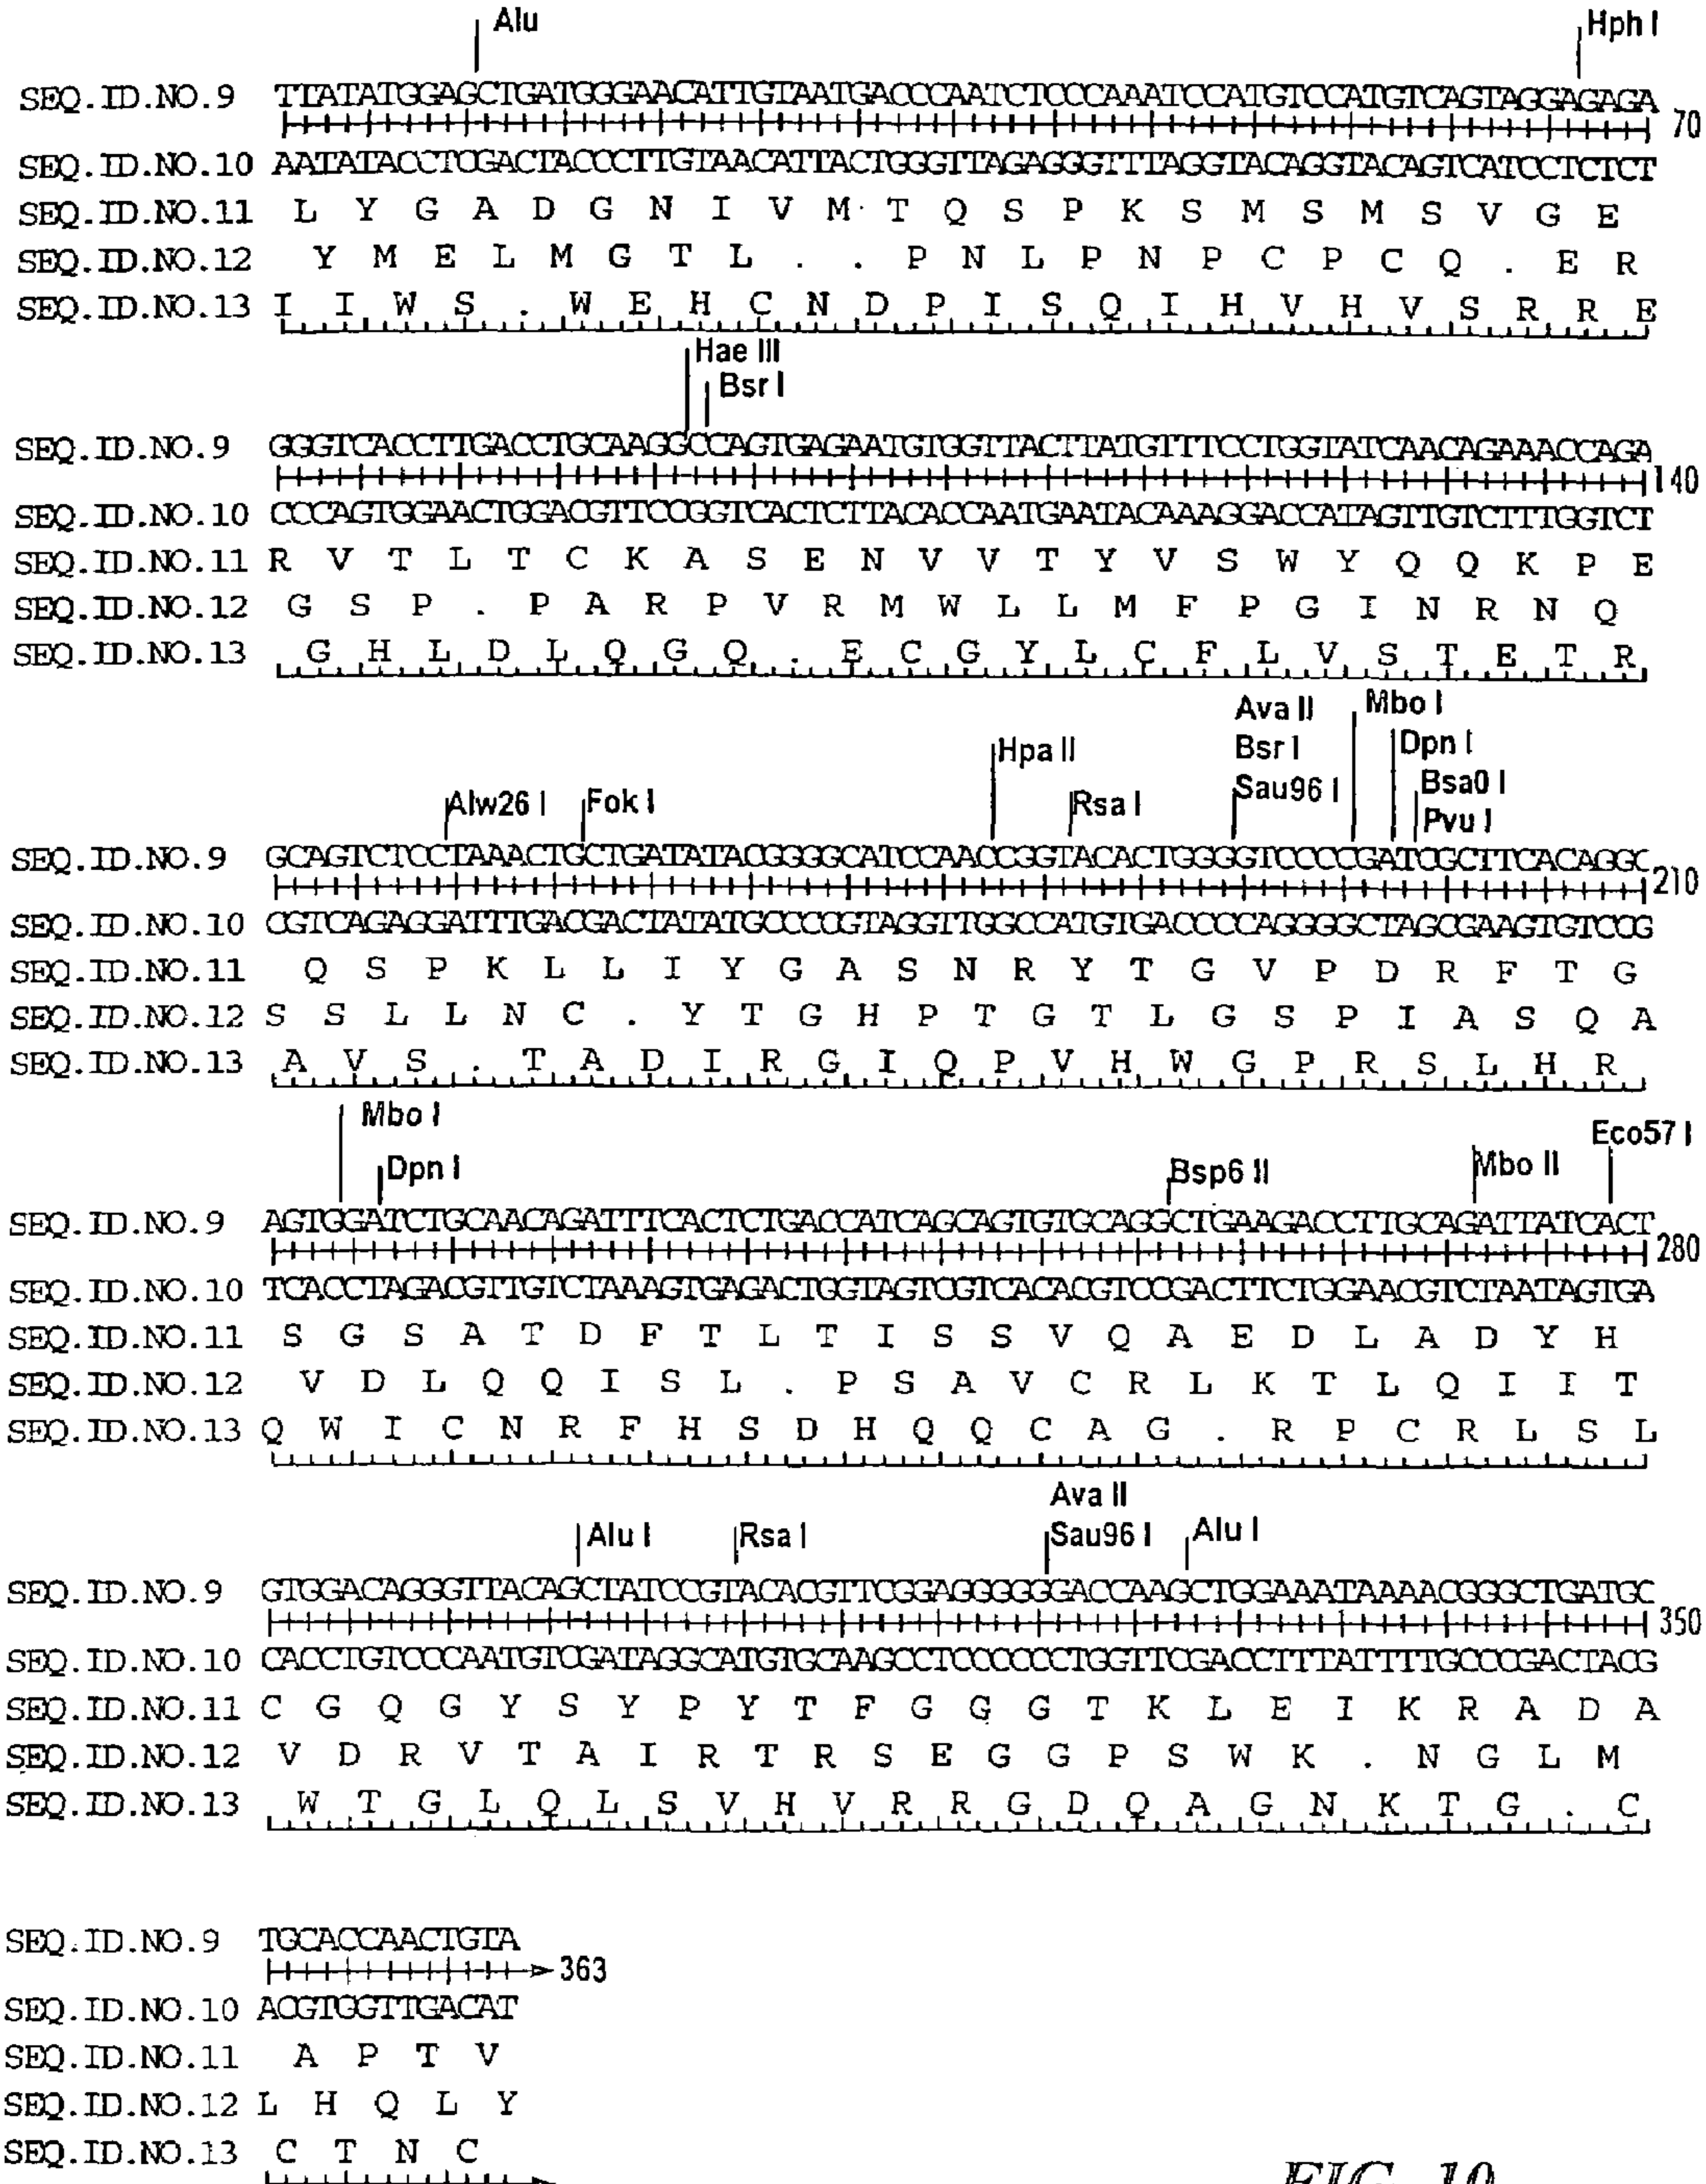 Alu Hph I
SEQ.ID.NO.9 TTATATGGAGCTGATGGGAACATTGTAATGACCCAATCTCCCAAATCCATGTCCATGTCAGTAGGAGAGA
70
SEQ.ID.NO.10 AATATACCTCGACTACCCTTGTAACATTACTGGGTTAGAGGGTTTAGGTACAGGTACAGTCATCCTCTCT
SEQ.ID.NO.11 L Y G A D G N I V M T Q S P K S M S M S V G E
SEQ.ID.NO.12 Y M E L M G T L . . P N L P N P C P C Q . E R
SEQ.ID.NO.13 I I W S . W E H C N D P I S Q I H V H V S R R E
Hae III
Bsr I
SEQ.ID.NO.9 GGGTCACCTTGACCTGCAAGGCCAGTGAGAATGTGGTTACTTATGTTTCCTGGTATCAACAGAAACCAGA
140
SEQ.ID.NO.10 CCCAGTGGAACTGGACGTTCCGGTCACTCTTACACCAATGAATACAAAGGACCATAGTTGTCTTTGGTCT
SEQ.ID.NO.11 R V T L T C K A S E N V V T Y V S W Y Q Q K P E
SEQ.ID.NO.12 G S P . P A R P V R M W L L M F P G I N R N Q
SEQ.ID.NO.13 G H L D L Q G Q . E C G Y L C F L V S T E T R
Ava II Mbo I
Hpa II Bsr I Dpn I
Alw26 I Fok I Rsa I Sau96 I Bsa0 I
Pvu I
SEQ.ID.NO.9 GCAGTCTCCTAAACTGCTGATATACGGGGCATCCAACCGGTACACTGGGGTCCCCGATCGCTTCACAGGC
210
SEQ.ID.NO.10 CGTCAGAGGATTTGACGACTATATGCCCCGTAGGTTGGCCATGTGACCCCAGGGGCTAGCGAAGTGTCCG
SEQ.ID.NO.11 Q S P K L L I Y G A S N R Y T G V P D R F T G
SEQ.ID.NO.12 S S L L N C . Y T G H P T G T L G S P I A S Q A
SEQ.ID.NO.13 A V S . T A D I R G I Q P V H W G P R S L H R
Mbo I Eco57 I
Dpn I Bsp6 II Mbo II
SEQ.ID.NO.9 AGTGGATCTGCAACAGATTTCACTCTGACCATCAGCAGTGTGCAGGCTGAAGACCTTGCAGATTATCACT
280
SEQ.ID.NO.10 TCACCTAGACGTTGTCTAAAGTGAGACTGGTAGTCGTCACACGTCCGACTTCTGGAACGTCTAATAGTGA
SEQ.ID.NO.11 S G S A T D F T L T I S S V Q A E D L A D Y H
SEQ.ID.NO.12 V D L Q Q I S L . P S A V C R L K T L Q I I T
SEQ.ID.NO.13 Q W I C N R F H S D H Q Q C A G . R P C R L S L
Ava II
Alu I Rsa I Sau96 I Alu I
SEQ.ID.NO.9 GTGGACAGGGTTACAGCTATCCGTACACGTTCGGAGGGGGGACCAAGCTGGAAATAAAACGGGCTGATGC
350
SEQ.ID.NO.10 CACCTGTCCCAATGTCGATAGGCATGTGCAAGCCTCCCCCCTGGTTCGACCTTTATTTTGCCCGACTACG
SEQ.ID.NO.11 C G Q G Y S Y P Y T F G G G T K L E I K R A D A
SEQ.ID.NO.12 V D R V T A I R T R S E G G P S W K . N G L M
SEQ.ID.NO.13 W T G L Q L S V H V R R G D Q A G N K T G . C
SEQ.ID.NO.9 TGCACCAACTGTA
363
SEQ.ID.NO.10 ACGTGGTTGACAT
SEQ.ID.NO.11 A P T V
SEQ.ID.NO.12 L H Q L Y
SEQ.ID.NO.13 C T N C
FIG. 10